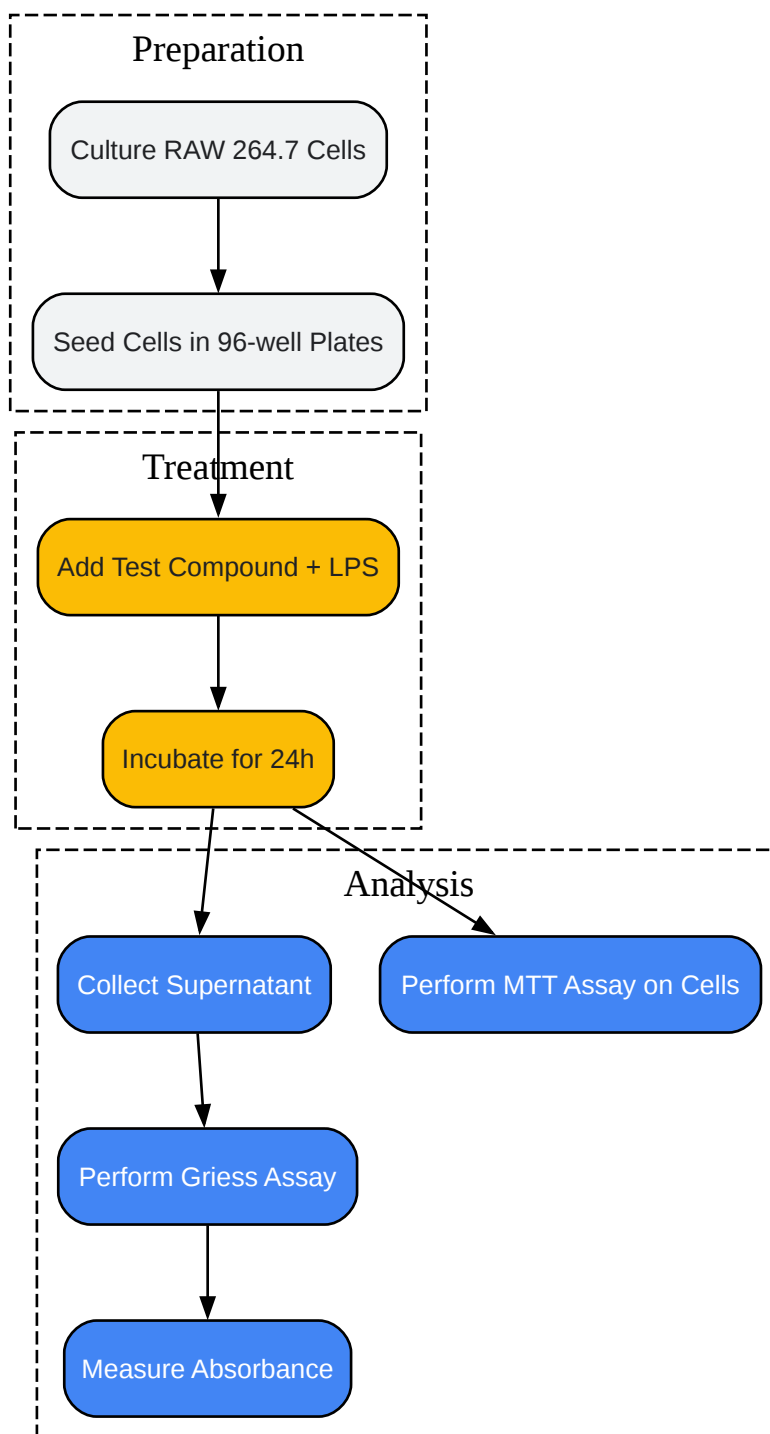 Preparation
Culture RAW 264.7 Cells
Seed Cells in 96-well Plates
Treatment
Add Test Compound + LPS
Incubate for 24h
Analysis
Collect Supernatant
Perform MTT Assay on Cells
Perform Griess Assay
Measure Absorbance